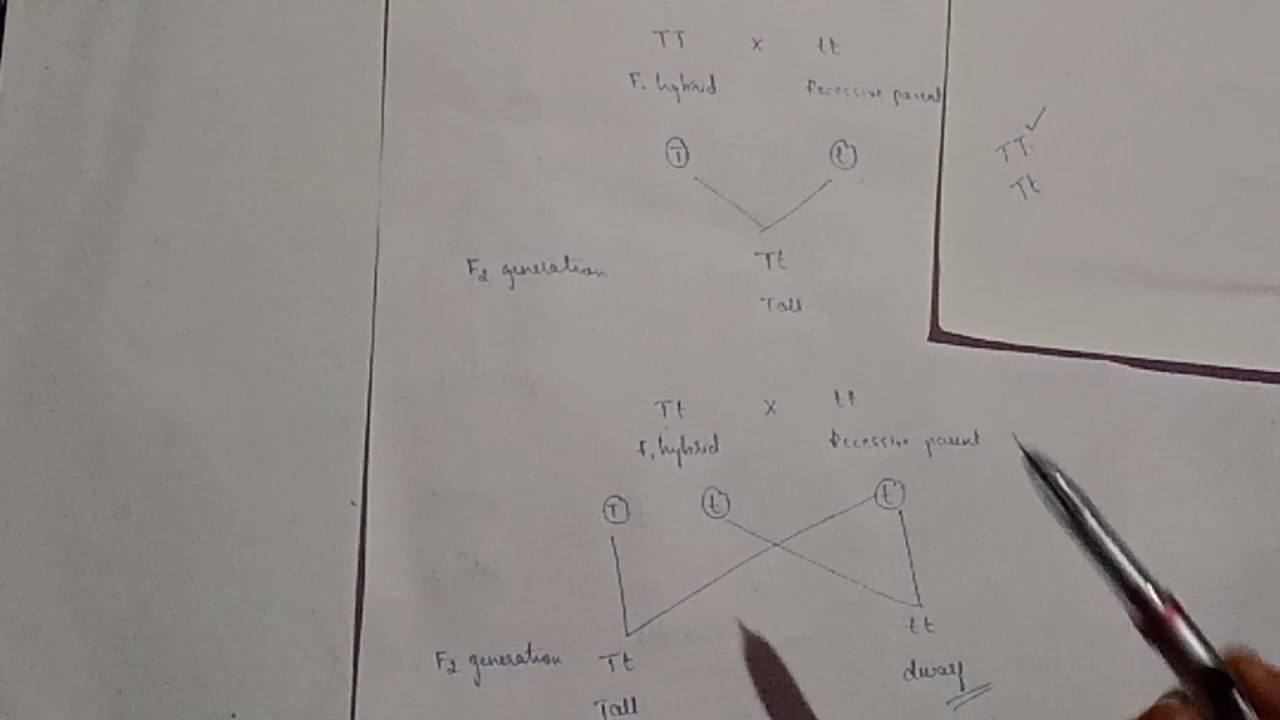 TT x tt
F1 hybrid Recessive parent
T t
F2 generation Tt
Tall
TT ✓
Tt
Tt x tt
F1 hybrid Recessive parent
T t t
F2 generation Tt tt
Tall dwarf